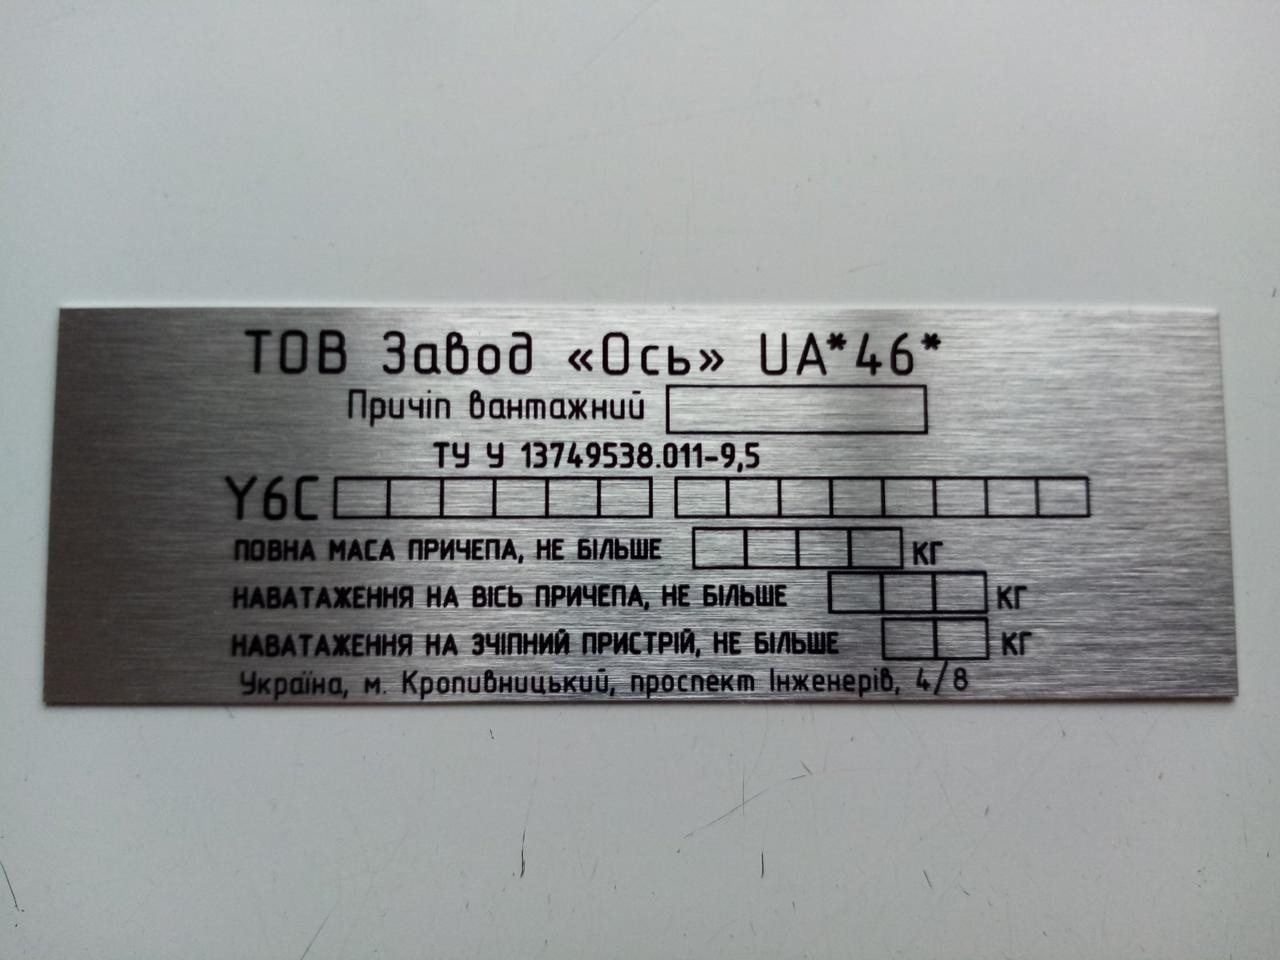 ТОВ Завод «Ось» UA*46*
Причіп вантажний
ТУ У 13749538.011-9,5
Y6C
ПОВНА МАСА ПРИЧЕПА, НЕ БІЛЬШЕ КГ
НАВАТАЖЕННЯ НА ВІСЬ ПРИЧЕПА, НЕ БІЛЬШЕ КГ
НАВАТАЖЕННЯ НА ЗЧІПНИЙ ПРИСТРІЙ, НЕ БІЛЬШЕ КГ
Україна, м. Кропивницький, проспект Інженерів, 4/8